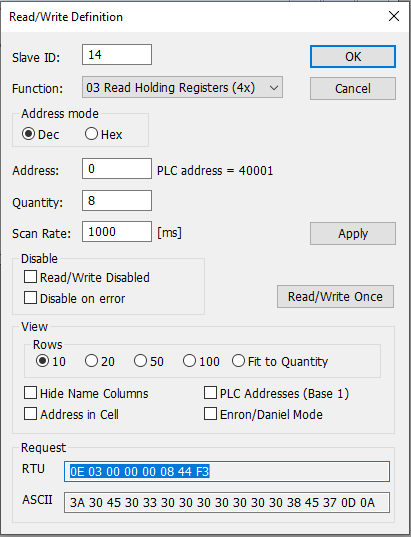 Read/Write Definition
Slave ID: 14 OK
Function: 03 Read Holding Registers (4x) Cancel
Address mode
Dec Hex
Address: 0 PLC address = 40001
Quantity: 8
Scan Rate: 1000 [ms] Apply
Disable
Read/Write Disabled
Disable on error
Read/Write Once
View
Rows
10 20 50 100 Fit to Quantity
Hide Name Columns PLC Addresses (Base 1)
Address in Cell Enron/Daniel Mode
Request
RTU 0E 03 00 00 00 08 44 F3
ASCII 3A 30 45 30 33 30 30 30 30 30 30 30 38 45 37 0D 0A